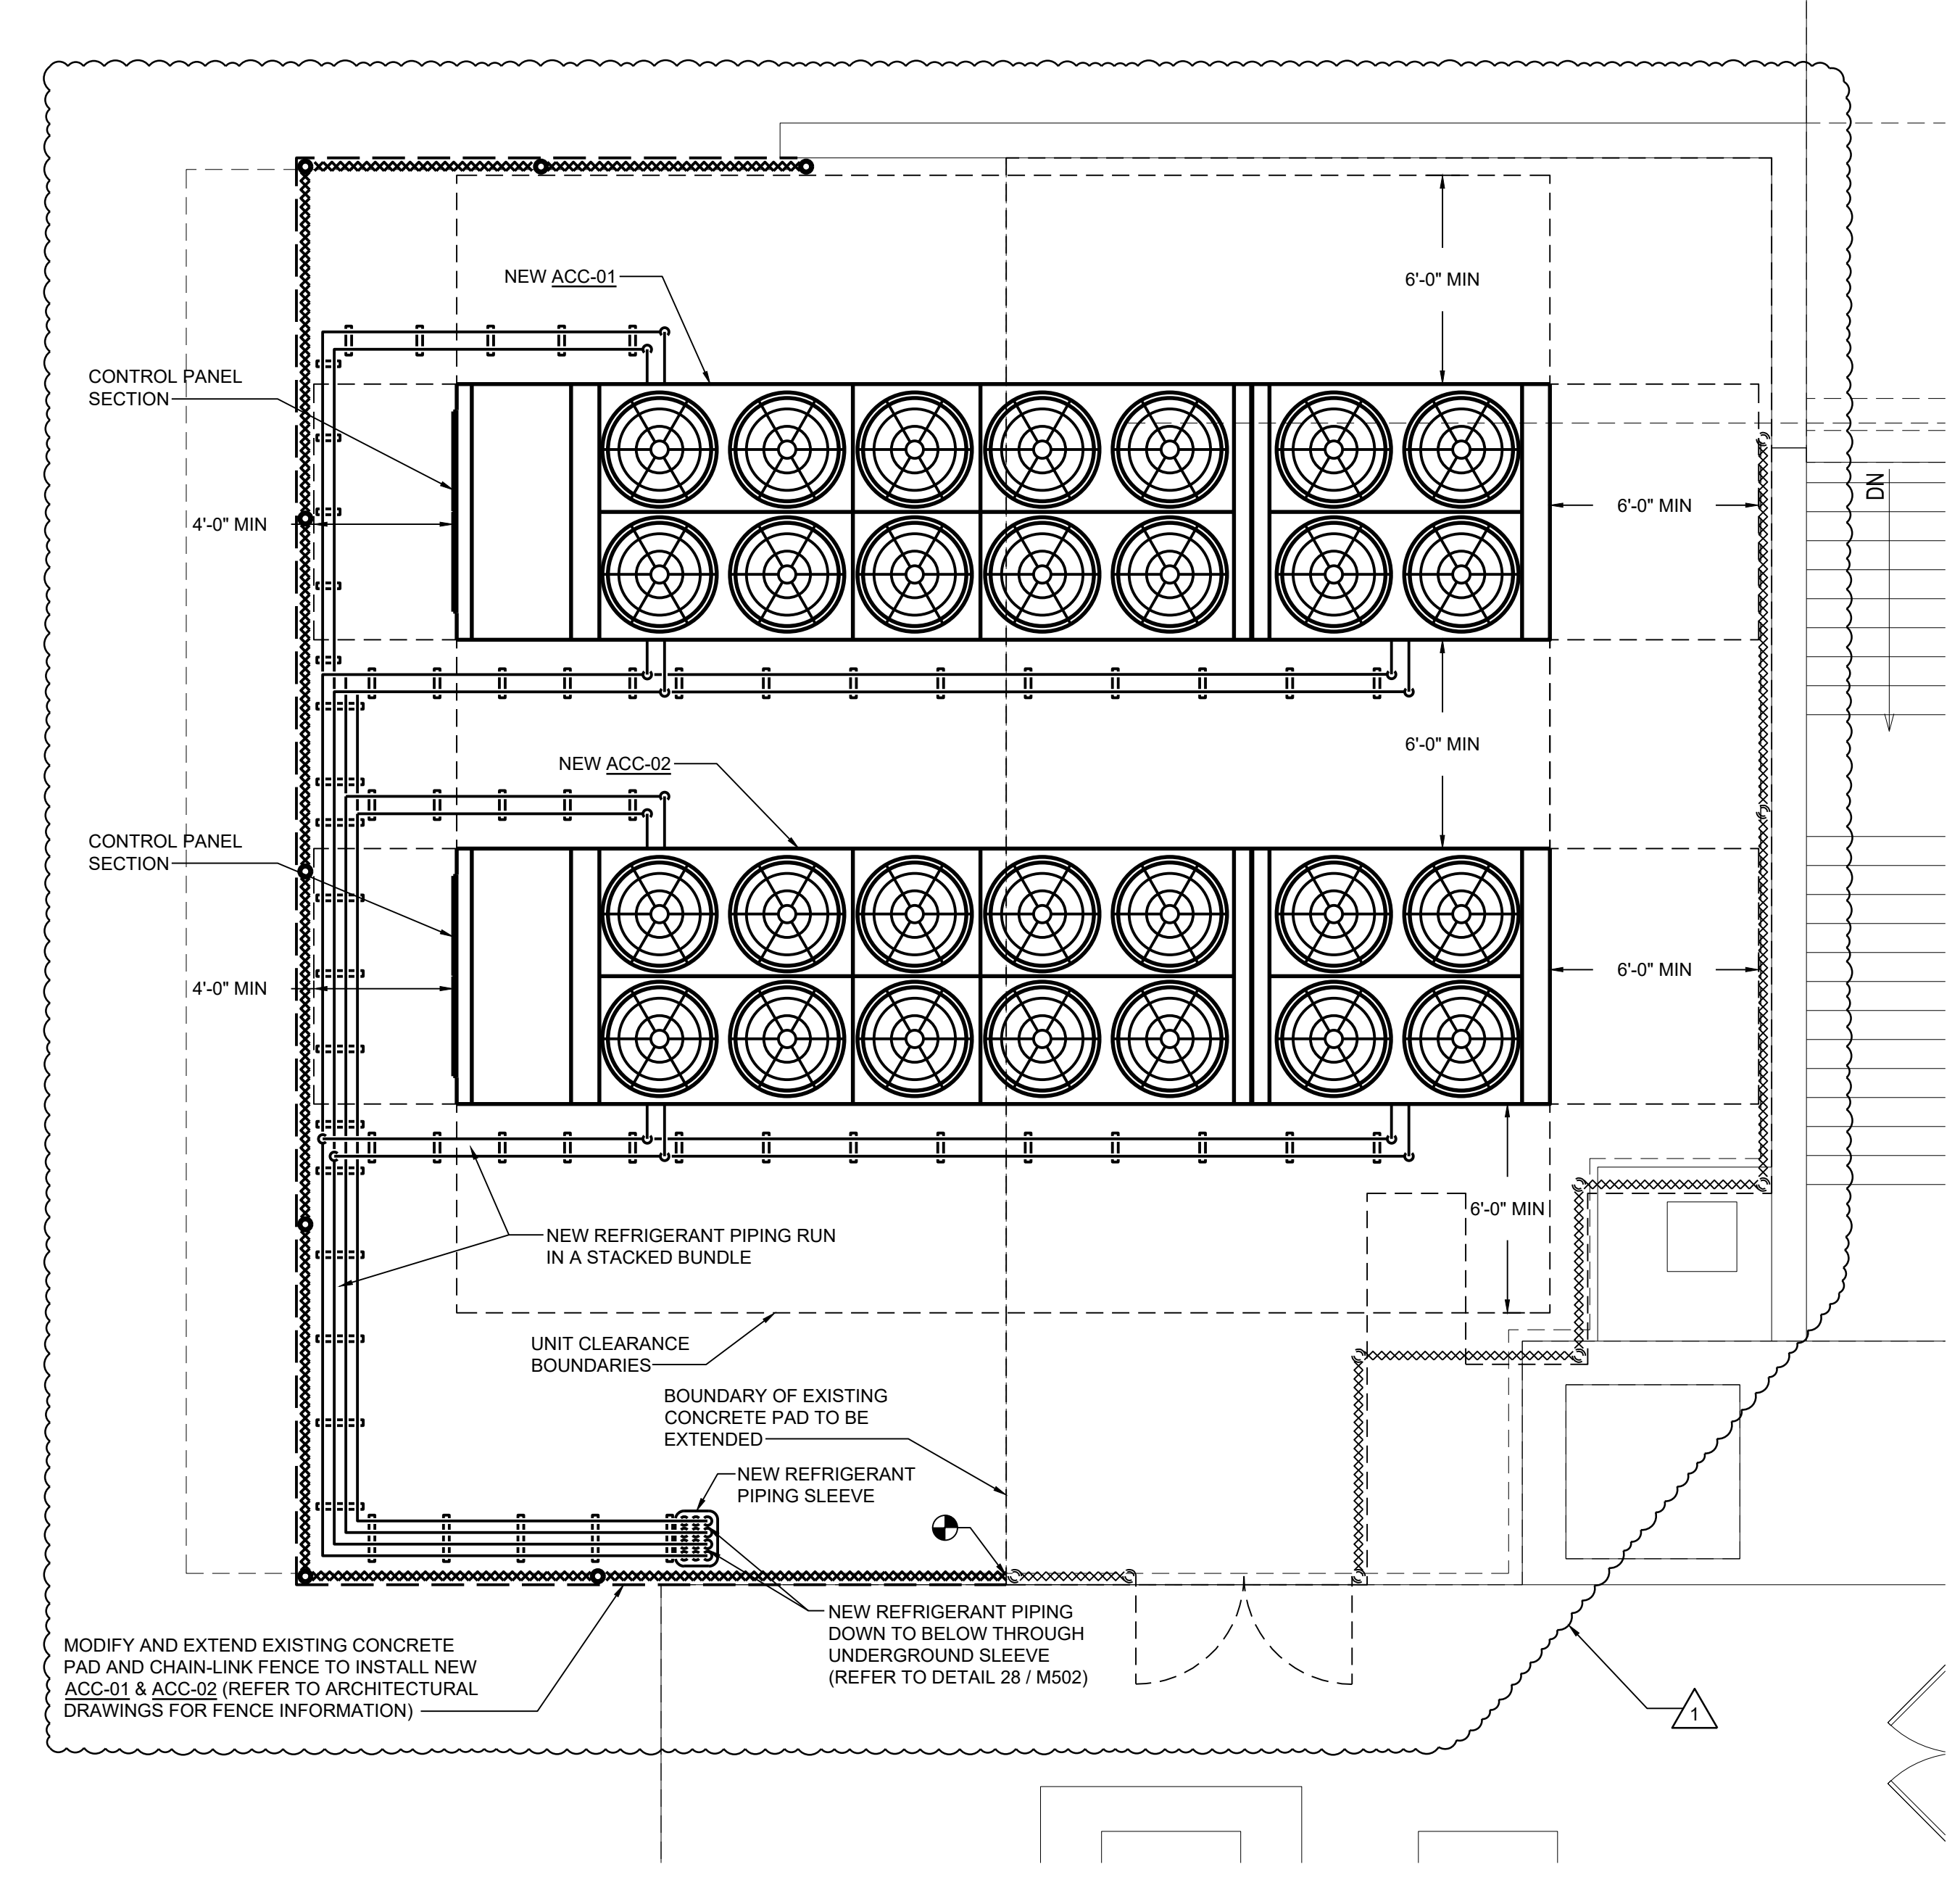 NEW ACC-01
6'-0" MIN
CONTROL PANEL
SECTION
DN
4'-0" MIN
6'-0" MIN
6'-0" MIN
NEW ACC-02
CONTROL PANEL
SECTION
4'-0" MIN
6'-0" MIN
6'-0" MIN
NEW REFRIGERANT PIPING RUN
IN A STACKED BUNDLE
UNIT CLEARANCE
BOUNDARIES
BOUNDARY OF EXISTING
CONCRETE PAD TO BE
EXTENDED
NEW REFRIGERANT
PIPING SLEEVE
NEW REFRIGERANT PIPING
DOWN TO BELOW THROUGH
UNDERGROUND SLEEVE
(REFER TO DETAIL 28 / M502)
MODIFY AND EXTEND EXISTING CONCRETE
PAD AND CHAIN-LINK FENCE TO INSTALL NEW
ACC-01 & ACC-02 (REFER TO ARCHITECTURAL
DRAWINGS FOR FENCE INFORMATION)
1